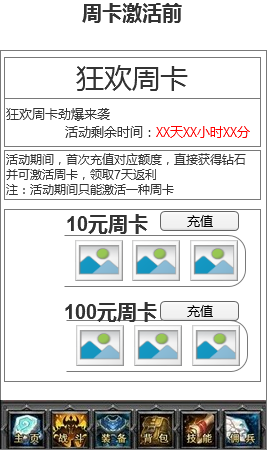 周卡激活前
狂欢周卡
狂欢周卡劲爆来袭
活动剩余时间：XX天XX小时XX分
活动期间，首次充值对应额度，直接获得钻石
并可激活周卡，领取7天返利
注：活动期间只能激活一种周卡
10元周卡 充值
100元周卡 充值
主页 战斗 装备 背包 技能 佣兵